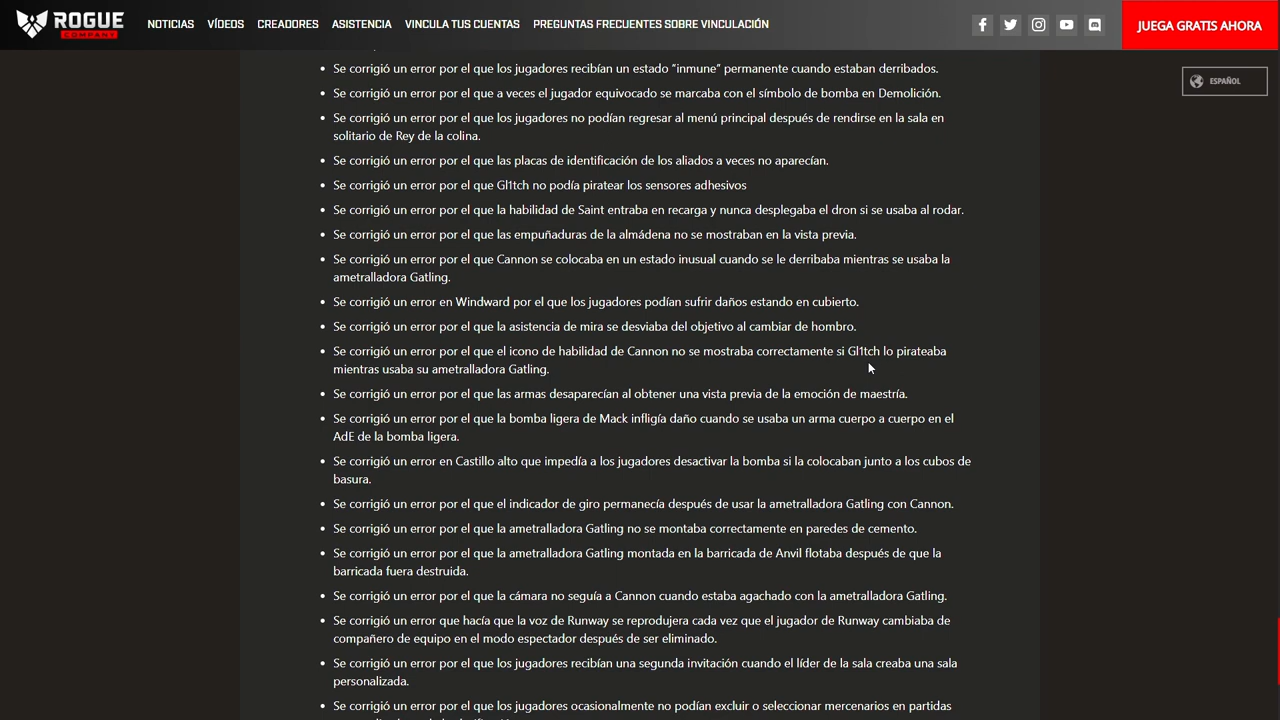 ROGUE
COMPANY
NOTICIAS VÍDEOS CREADORES ASISTENCIA VINCULA TUS CUENTAS PREGUNTAS FRECUENTES SOBRE VINCULACIÓN
JUEGA GRATIS AHORA
ESPAÑOL
• Se corrigió un error por el que los jugadores recibían un estado “inmune” permanente cuando estaban derribados.
• Se corrigió un error por el que a veces el jugador equivocado se marcaba con el símbolo de bomba en Demolición.
• Se corrigió un error por el que los jugadores no podían regresar al menú principal después de rendirse en la sala en
solitario de Rey de la colina.
• Se corrigió un error por el que las placas de identificación de los aliados a veces no aparecían.
• Se corrigió un error por el que Gl1tch no podía piratear los sensores adhesivos
• Se corrigió un error por el que la habilidad de Saint entraba en recarga y nunca desplegaba el dron si se usaba al rodar.
• Se corrigió un error por el que las empuñaduras de la almádena no se mostraban en la vista previa.
• Se corrigió un error por el que Cannon se colocaba en un estado inusual cuando se le derribaba mientras se usaba la
ametralladora Gatling.
• Se corrigió un error en Windward por el que los jugadores podían sufrir daños estando en cubierto.
• Se corrigió un error por el que la asistencia de mira se desviaba del objetivo al cambiar de hombro.
• Se corrigió un error por el que el icono de habilidad de Cannon no se mostraba correctamente si Gl1tch lo pirateaba
mientras usaba su ametralladora Gatling.
• Se corrigió un error por el que las armas desaparecían al obtener una vista previa de la emoción de maestría.
• Se corrigió un error por el que la bomba ligera de Mack infligía daño cuando se usaba un arma cuerpo a cuerpo en el
AdE de la bomba ligera.
• Se corrigió un error en Castillo alto que impedía a los jugadores desactivar la bomba si la colocaban junto a los cubos de
basura.
• Se corrigió un error por el que el indicador de giro permanecía después de usar la ametralladora Gatling con Cannon.
• Se corrigió un error por el que la ametralladora Gatling no se montaba correctamente en paredes de cemento.
• Se corrigió un error por el que la ametralladora Gatling montada en la barricada de Anvil flotaba después de que la
barricada fuera destruida.
• Se corrigió un error por el que la cámara no seguía a Cannon cuando estaba agachado con la ametralladora Gatling.
• Se corrigió un error que hacía que la voz de Runway se reprodujera cada vez que el jugador de Runway cambiaba de
compañero de equipo en el modo espectador después de ser eliminado.
• Se corrigió un error por el que los jugadores recibían una segunda invitación cuando el líder de la sala creaba una sala
personalizada.
• Se corrigió un error por el que los jugadores ocasionalmente no podían excluir o seleccionar mercenarios en partidas